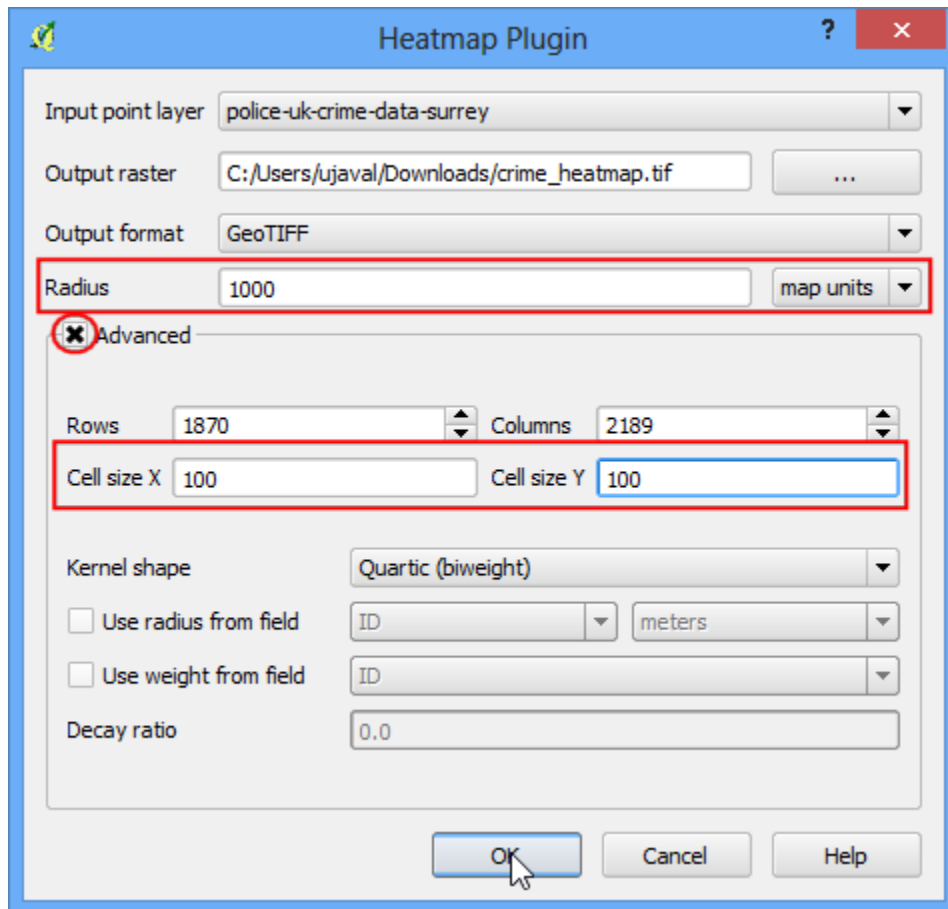 Heatmap Plugin ?
Input point layer police-uk-crime-data-surrey
Output raster C:/Users/ujaval/Downloads/crime_heatmap.tif ...
Output format GeoTIFF
Radius 1000 map units
Advanced
Rows 1870 Columns 2189
Cell size X 100 Cell size Y 100
Kernel shape Quartic (biweight)
Use radius from field ID meters
Use weight from field ID
Decay ratio 0.0
OK Cancel Help